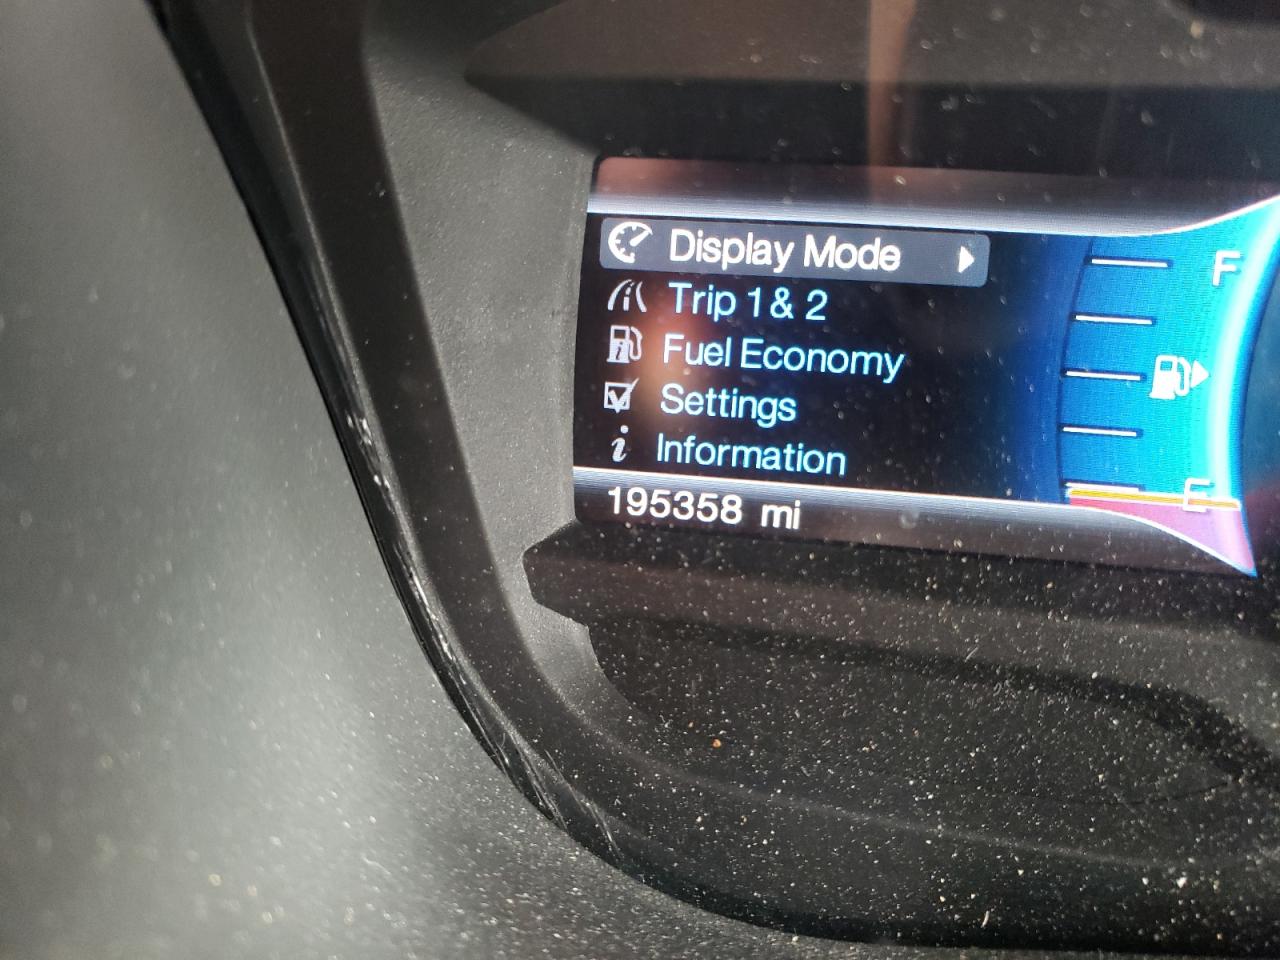 Display Mode
Trip 1 & 2
Fuel Economy
Settings
i Information
195358 mi
F
E